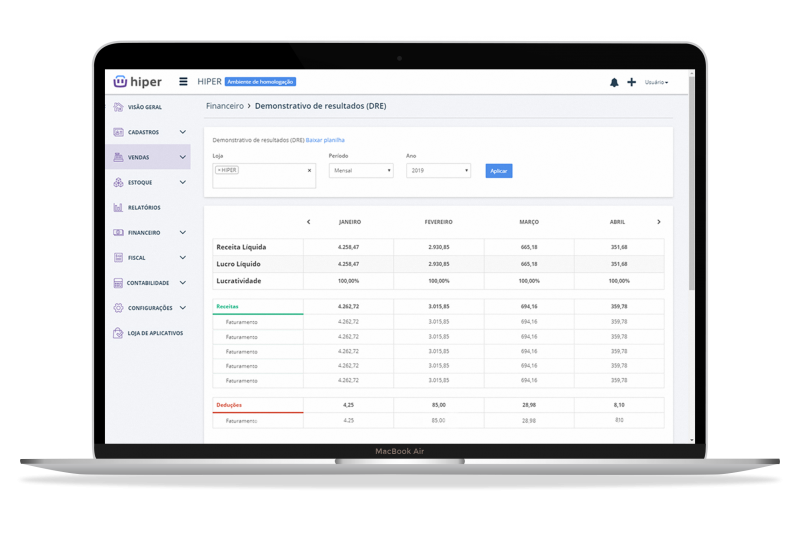 hiper
HIPER Ambiente de homologação
Usuário
VISÃO GERAL
CADASTROS
VENDAS
ESTOQUE
RELATÓRIOS
FINANCEIRO
FISCAL
CONTABILIDADE
CONFIGURAÇÕES
LOJA DE APLICATIVOS
Financeiro > Demonstrativo de resultados (DRE)
Demonstrativo de resultados (DRE) Baixar planilha
Loja Período Ano
× HIPER × Mensal 2019 Aplicar
JANEIRO FEVEREIRO MARÇO ABRIL
Receita Líquida 4.258,47 2.930,85 665,18 351,68
Lucro Líquido 4.258,47 2.930,85 665,18 351,68
Lucratividade 100,00% 100,00% 100,00% 100,00%
Receitas 4.262,72 3.015,85 694,16 359,78
Faturamento 4.262,72 3.015,85 694,16 359,78
Faturamento 4.262,72 3.015,85 694,16 359,78
Faturamento 4.262,72 3.015,85 694,16 359,78
Faturamento 4.262,72 3.015,85 694,16 359,78
Faturamento 4.262,72 3.015,85 694,16 359,78
Deduções 4,25 85,00 28,98 8,10
Faturamento 4.25 85.00 28,98 810
MacBook Air